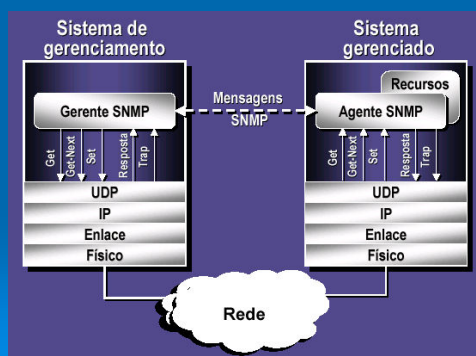 Sistema de
gerenciamento
Sistema
gerenciado
Recursos
Gerente SNMP
Mensagens
SNMP
Agente SNMP
Get
Get-Next
Set
Resposta
Trap
Get
Get-Next
Set
Resposta
Trap
UDP
IP
Enlace
Físico
UDP
IP
Enlace
Físico
Rede